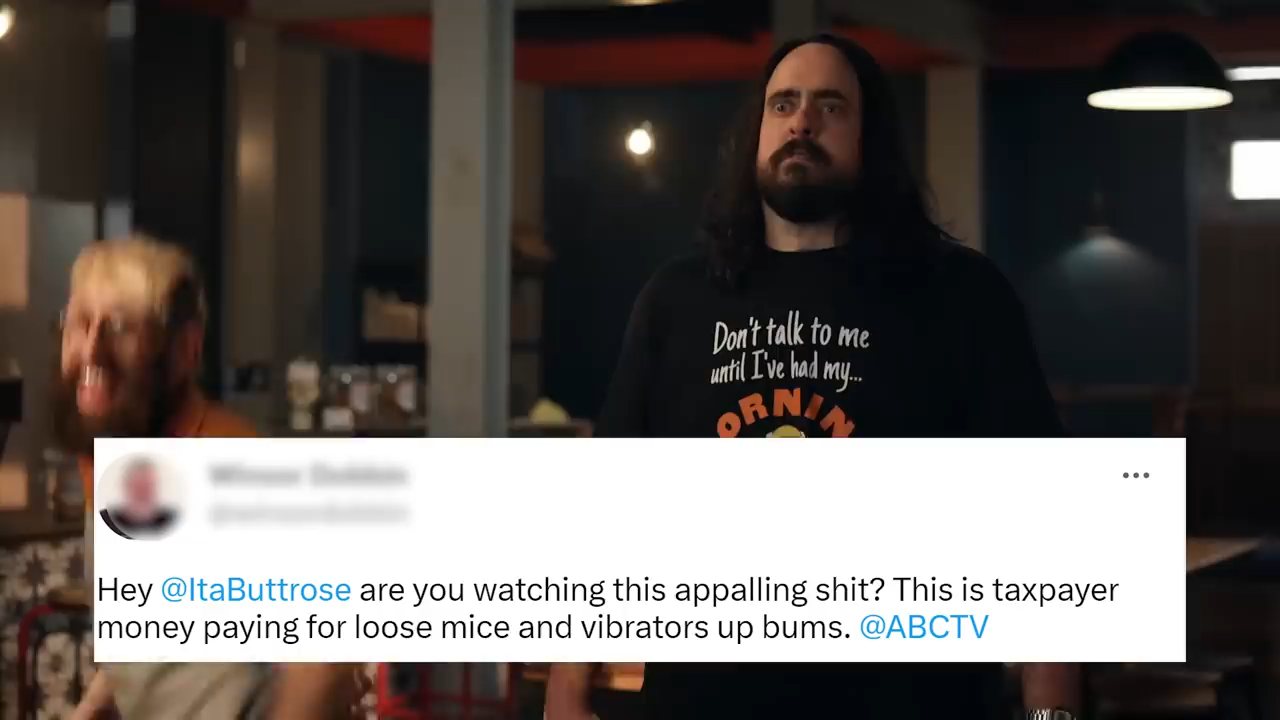 Don't talk to me
until I've had my...
ORNIN
Hey @ItaButtrose are you watching this appalling shit? This is taxpayer
money paying for loose mice and vibrators up bums. @ABCTV